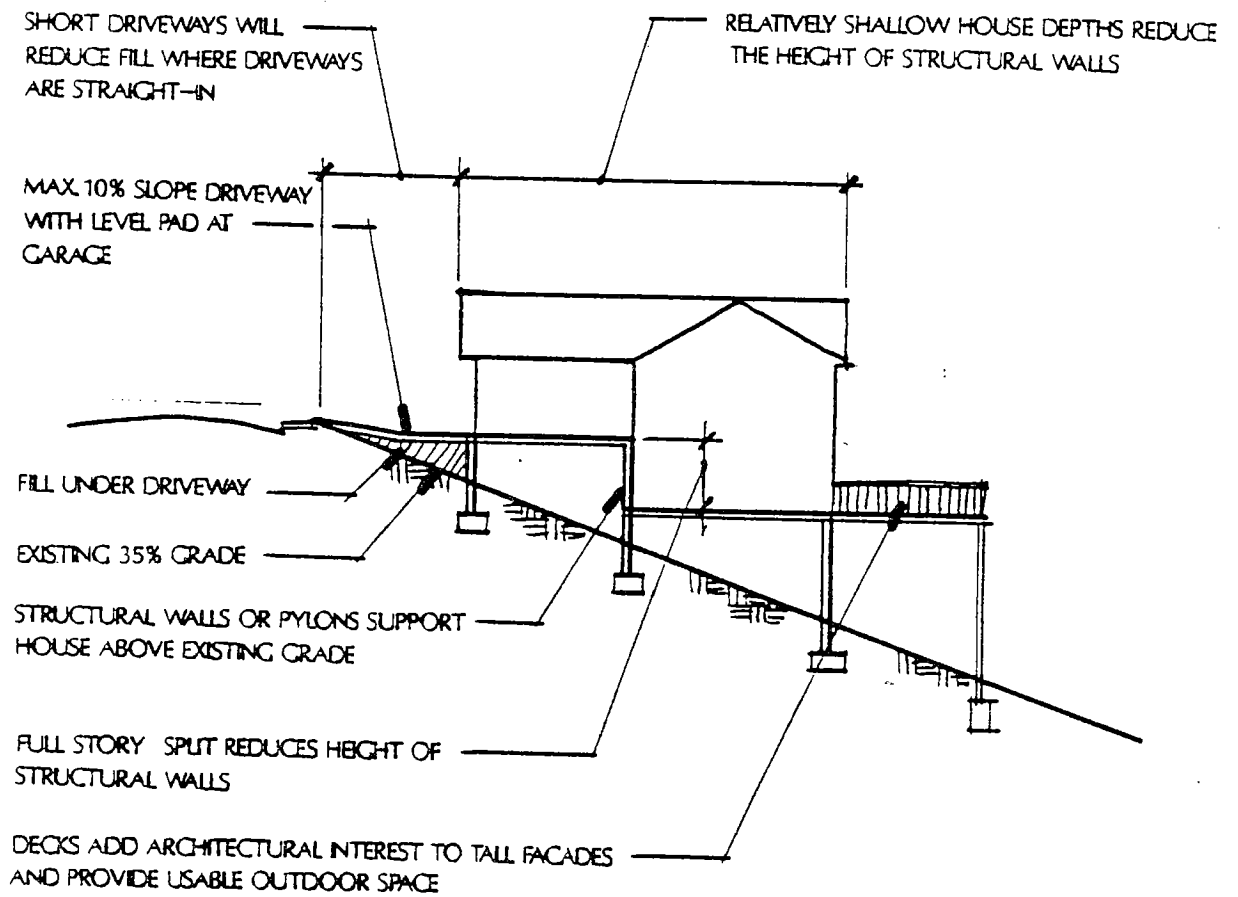 SHORT DRIVEWAYS WILL
REDUCE FILL WHERE DRIVEWAYS
ARE STRAIGHT-IN
RELATIVELY SHALLOW HOUSE DEPTHS REDUCE
THE HEIGHT OF STRUCTURAL WALLS
MAX. 10% SLOPE DRIVEWAY
WITH LEVEL PAD AT
GARAGE
FILL UNDER DRIVEWAY
EXISTING 35% GRADE
STRUCTURAL WALLS OR PYLONS SUPPORT
HOUSE ABOVE EXISTING GRADE
FULL STORY SPLIT REDUCES HEIGHT OF
STRUCTURAL WALLS
DECKS ADD ARCHITECTURAL INTEREST TO TALL FACADES
AND PROVIDE USABLE OUTDOOR SPACE